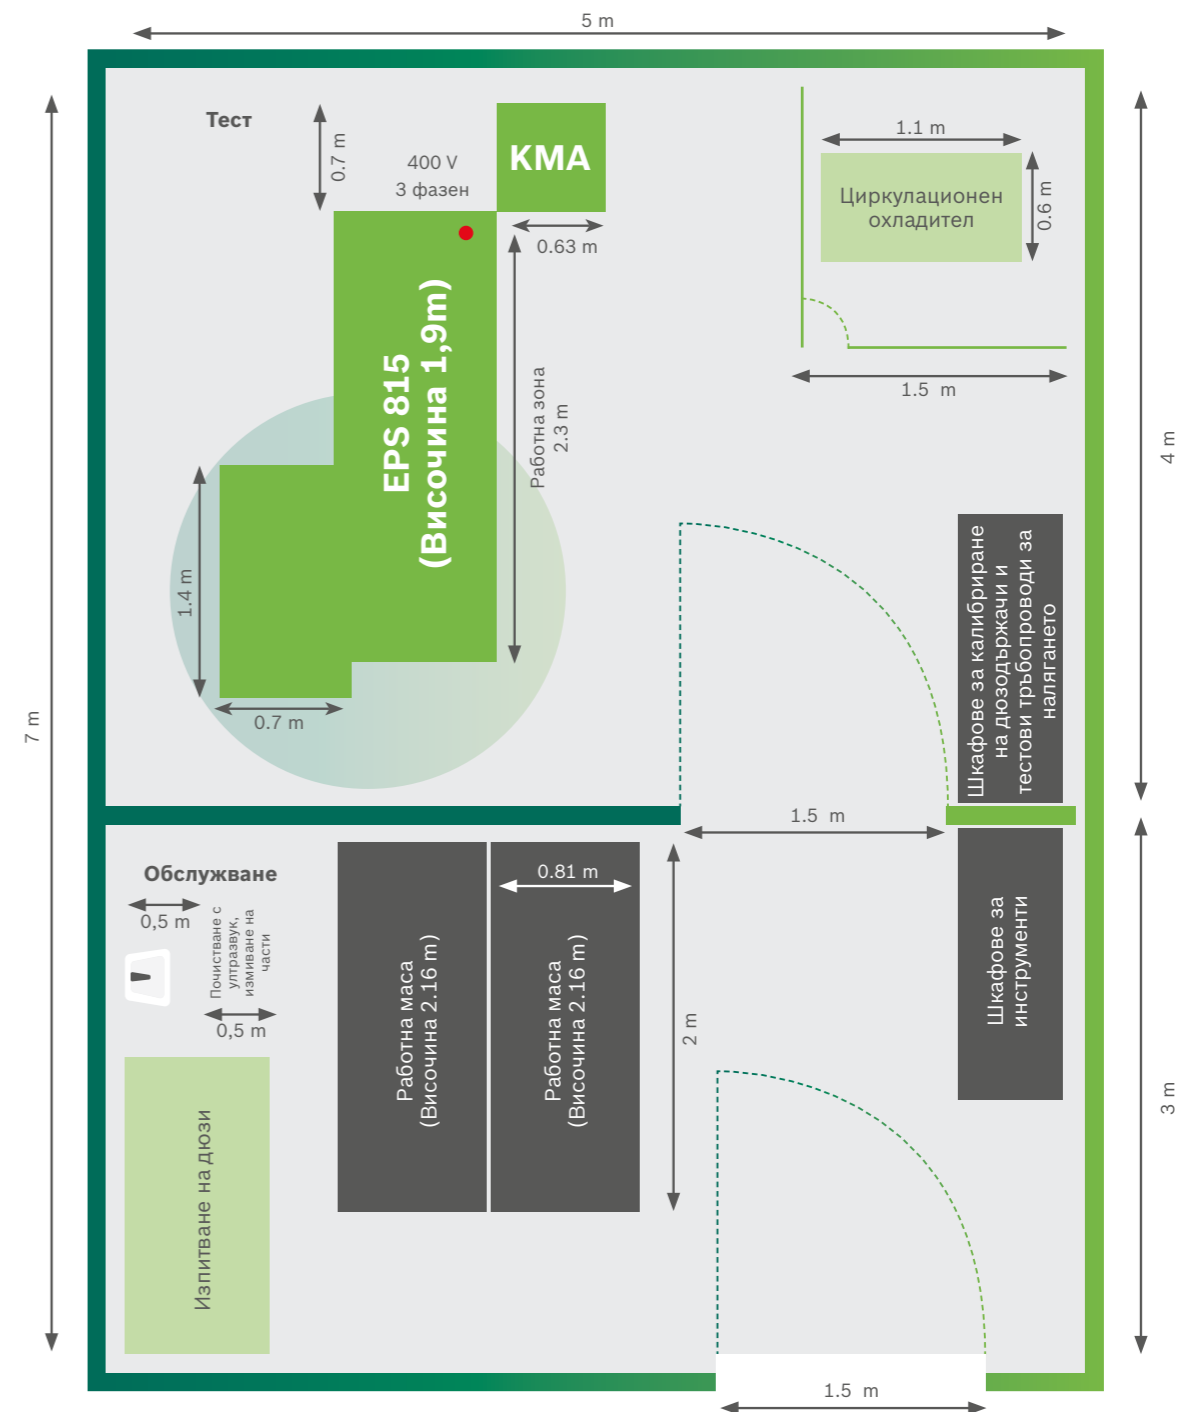 5 m
Тест
0.7 m
400 V
3 фазен
KMA
0.63 m
1.1 m
Циркулационен
охладител
0.6 m
1.5 m
EPS 815
(Височина 1,9m)
Работна зона
2.3 m
1.4 m
0.7 m
7 m
4 m
Шкафове за калибриране
на дюзодържачи и
тестови тръбопроводи за
налягането
1.5 m
Обслужване
0,5 m
Почистване с
ултразвук,
измиване на
части
0,5 m
Изпитване на дюзи
Работна маса
(Височина 2.16 m)
0.81 m
Работна маса
(Височина 2.16 m)
2 m
Шкафове за
инструменти
3 m
1.5 m